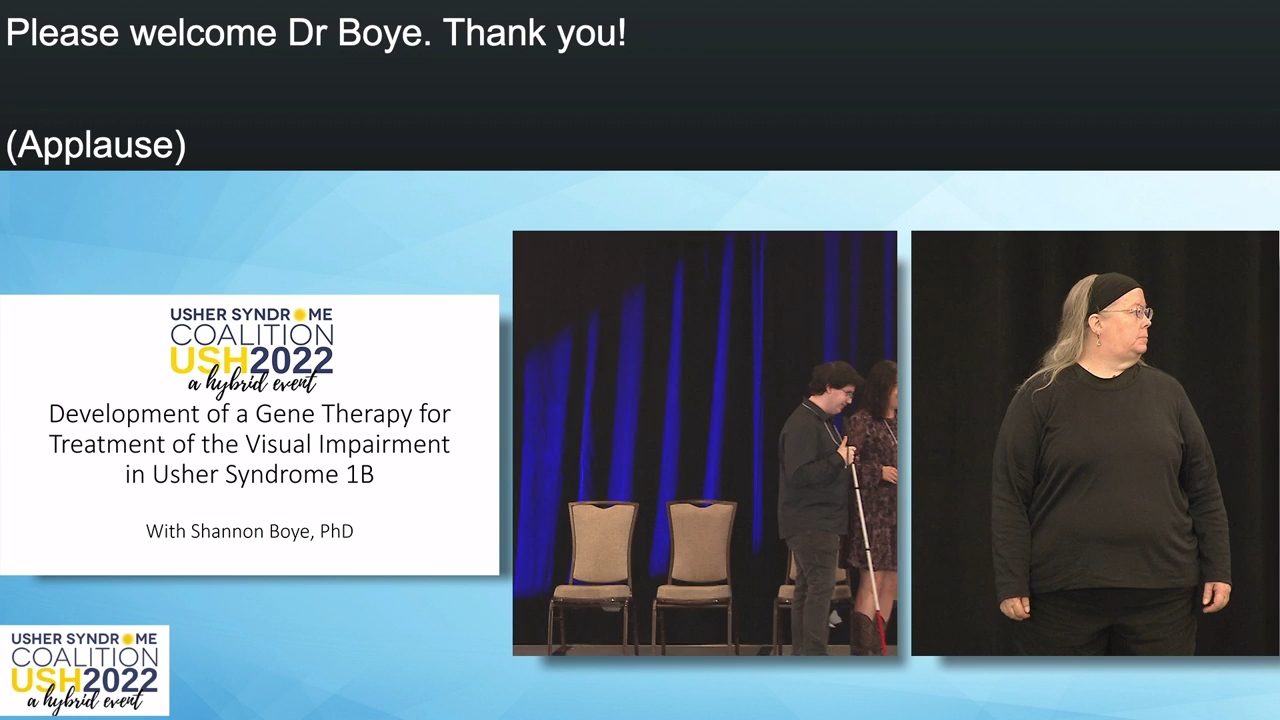 Please welcome Dr Boye. Thank you!
(Applause)
USHER SYNDROME
COALITION
USH2022
a hybrid event
Development of a Gene Therapy for
Treatment of the Visual Impairment
in Usher Syndrome 1B
With Shannon Boye, PhD
USHER SYNDROME
COALITION
USH2022
a hybrid event